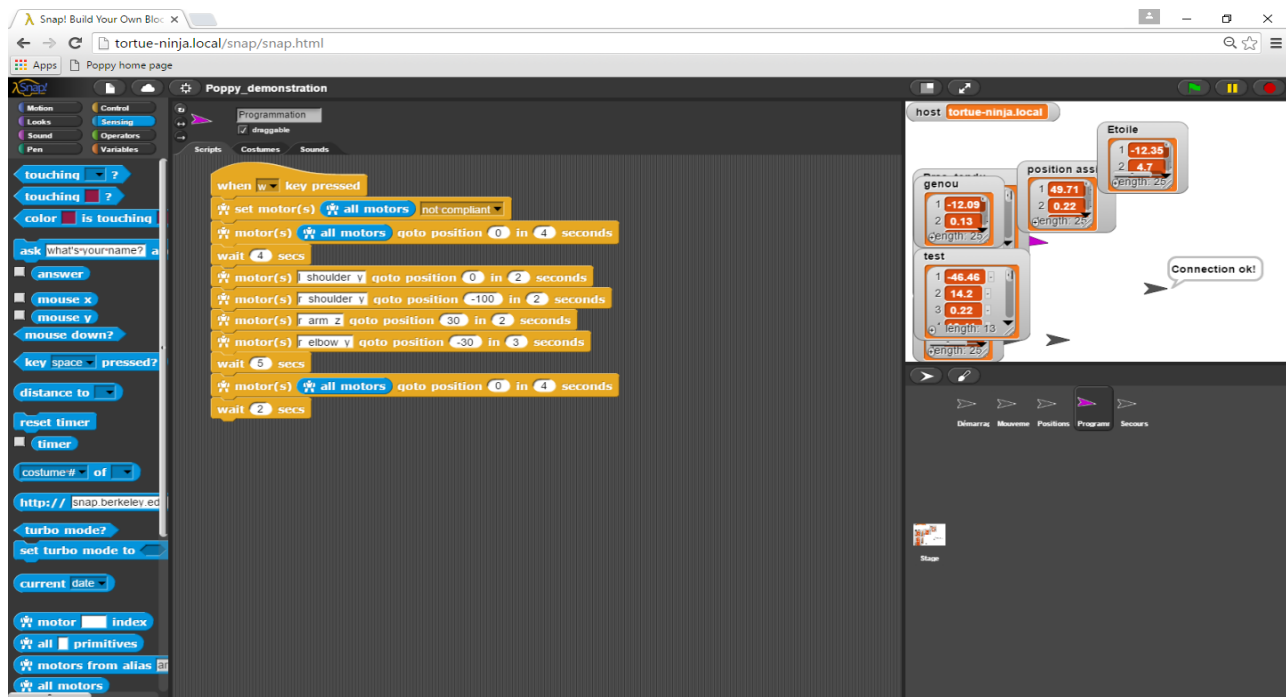 Snap! Build Your Own Bloc
tortue-ninja.local/snap/snap.html
Apps Poppy home page
Snap!
Poppy_demonstration
Motion Control
Looks Sensing
Sound Operators
Pen Variables
touching ?
touching ?
color is touching
ask what's your name? a
answer
mouse x
mouse y
mouse down?
key space pressed?
distance to
reset timer
timer
costume # of
http:// snap.berkeley.ed
turbo mode?
set turbo mode to
current date
motor index
all primitives
motors from alias ar
all motors
Programmation
draggable
Scripts Costumes Sounds
when w key pressed
set motor(s) all motors not compliant
motor(s) all motors goto position 0 in 4 seconds
wait 4 secs
motor(s) l shoulder y goto position 0 in 2 seconds
motor(s) r shoulder y goto position -100 in 2 seconds
motor(s) r arm z goto position 30 in 2 seconds
motor(s) r elbow y goto position -30 in 3 seconds
wait 5 secs
motor(s) all motors goto position 0 in 4 seconds
wait 2 secs
host tortue-ninja.local
Etoile
1 -12.35
2 4.7
length: 25
position assi
1 49.71
2 0.22
length: 25
genou
1 -12.09
2 0.13
length: 25
test
1 -46.46
2 14.2
3 0.22
length: 13
length: 25
Connection ok!
Démarrag Mouveme Positions Programr Secours
Stage